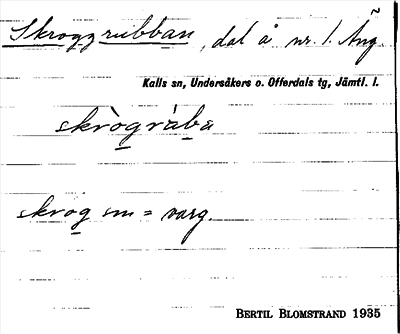 Skroggrubban, dal å nr. 1. Ång.
Kalls sn, Undersåkers o. Offerdals tg, Jämtl. l.
skrògràba
skrog sm = varg.
BERTIL BLOMSTRAND 1935